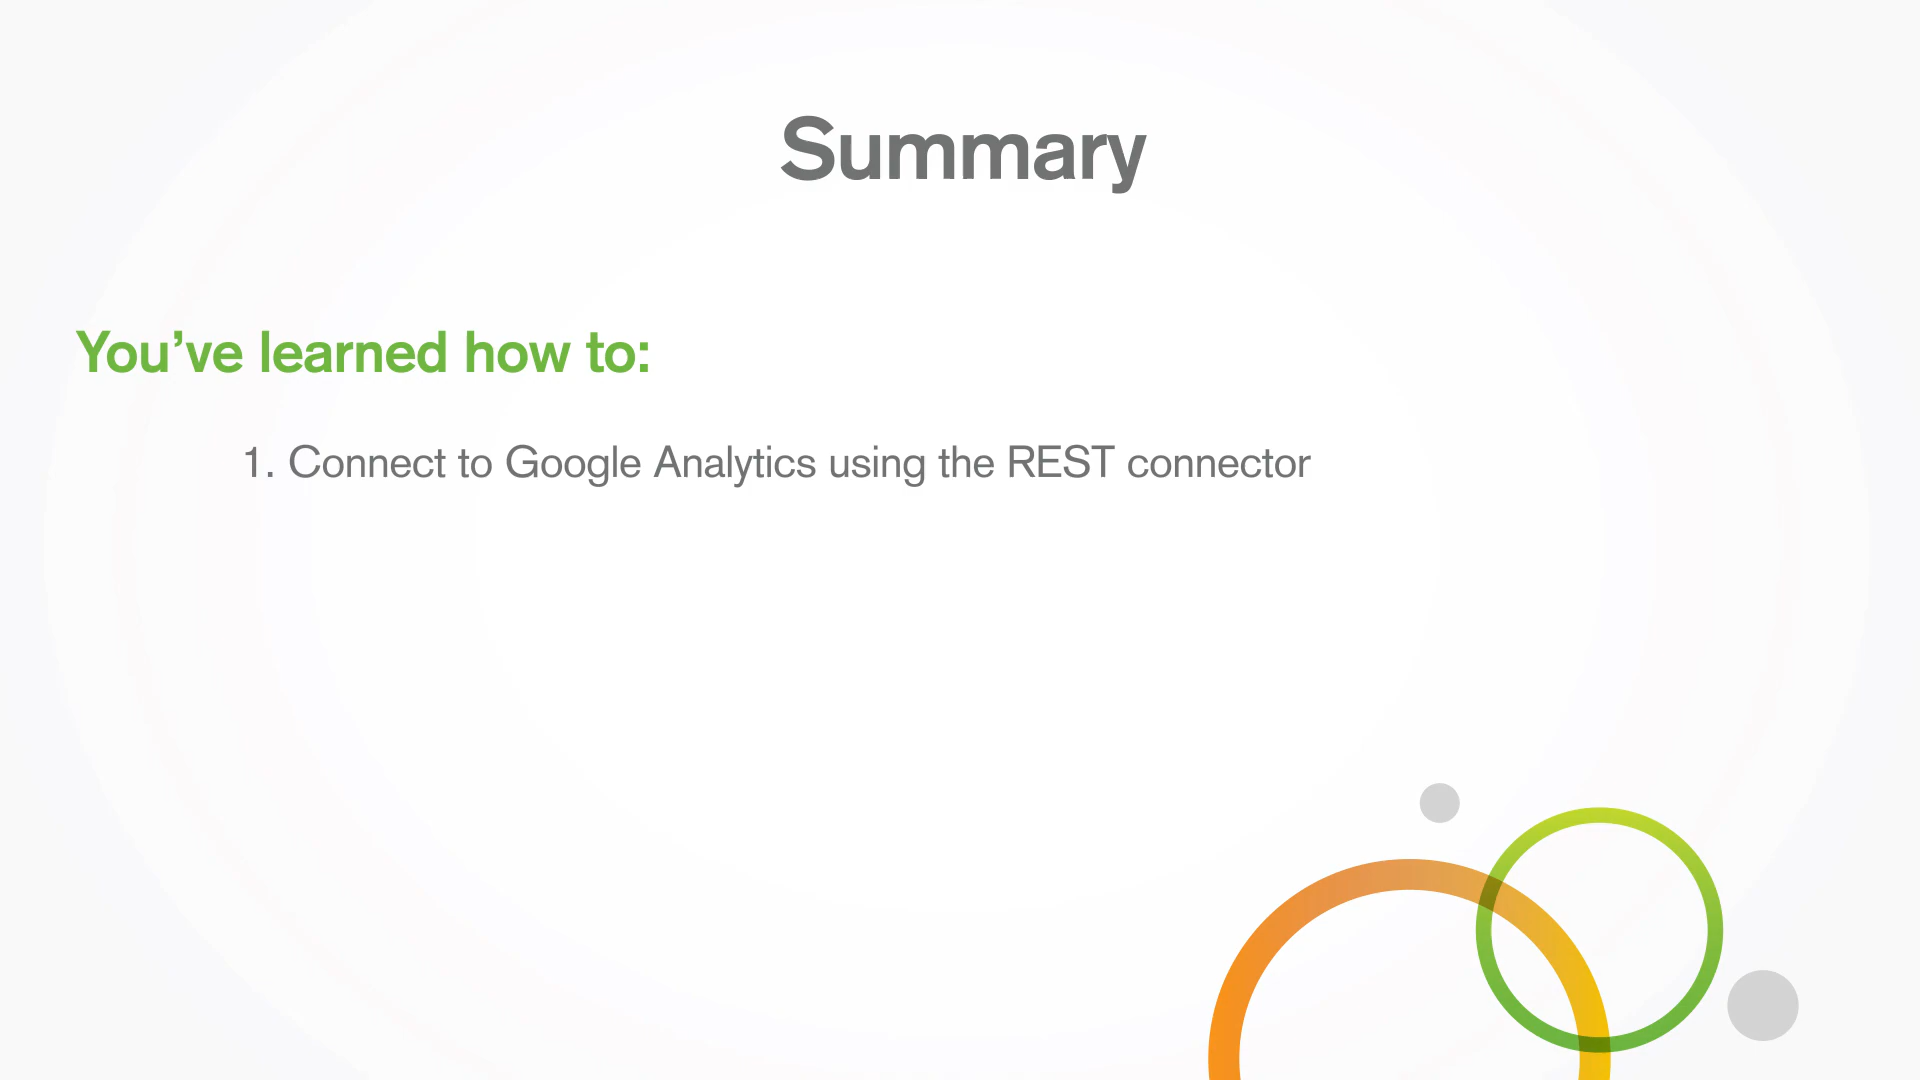 Summary
You’ve learned how to:
1. Connect to Google Analytics using the REST connector